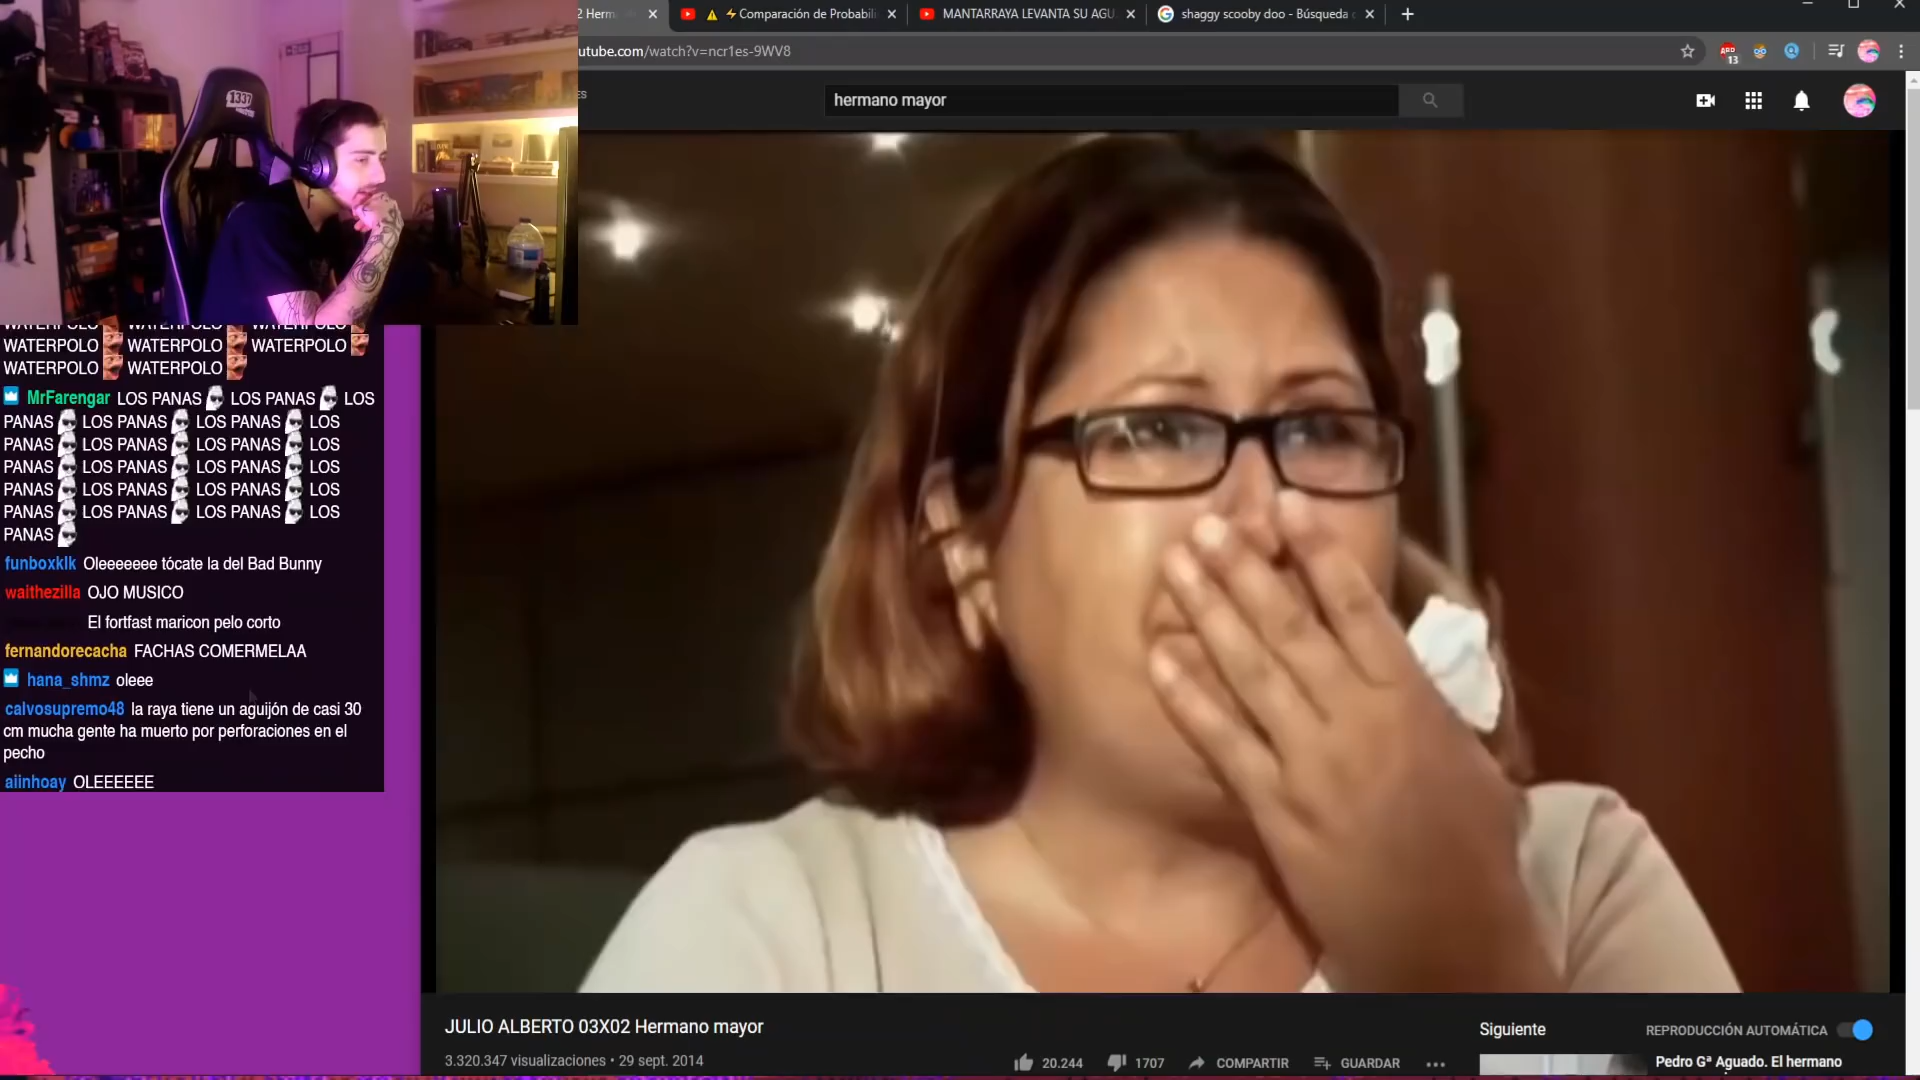 2 Herm
⚡Comparación de Probabili
MANTARRAYA LEVANTA SU AGU
shaggy scooby doo - Búsqueda
utube.com/watch?v=ncr1es-9WV8
13
ES
hermano mayor
1337
WATERPOLO WATERPOLO WATERPOLO
WATERPOLO WATERPOLO WATERPOLO
WATERPOLO WATERPOLO
MrFarengar LOS PANAS LOS PANAS LOS
PANAS LOS PANAS LOS PANAS LOS
PANAS LOS PANAS LOS PANAS LOS
PANAS LOS PANAS LOS PANAS LOS
PANAS LOS PANAS LOS PANAS LOS
PANAS LOS PANAS LOS PANAS LOS
PANAS
funboxklk Oleeeeeee tócate la del Bad Bunny
waithezilla OJO MUSICO
El fortfast maricon pelo corto
fernandorecacha FACHAS COMERMELAA
hana_shmz oleee
calvosupremo48 la raya tiene un aguijón de casi 30
cm mucha gente ha muerto por perforaciones en el
pecho
aiinhoay OLEEEEEE
JULIO ALBERTO 03X02 Hermano mayor
3.320.347 visualizaciones • 29 sept. 2014
20.244 1707 COMPARTIR GUARDAR
Siguiente REPRODUCCIÓN AUTOMÁTICA
Pedro Gª Aguado. El hermano